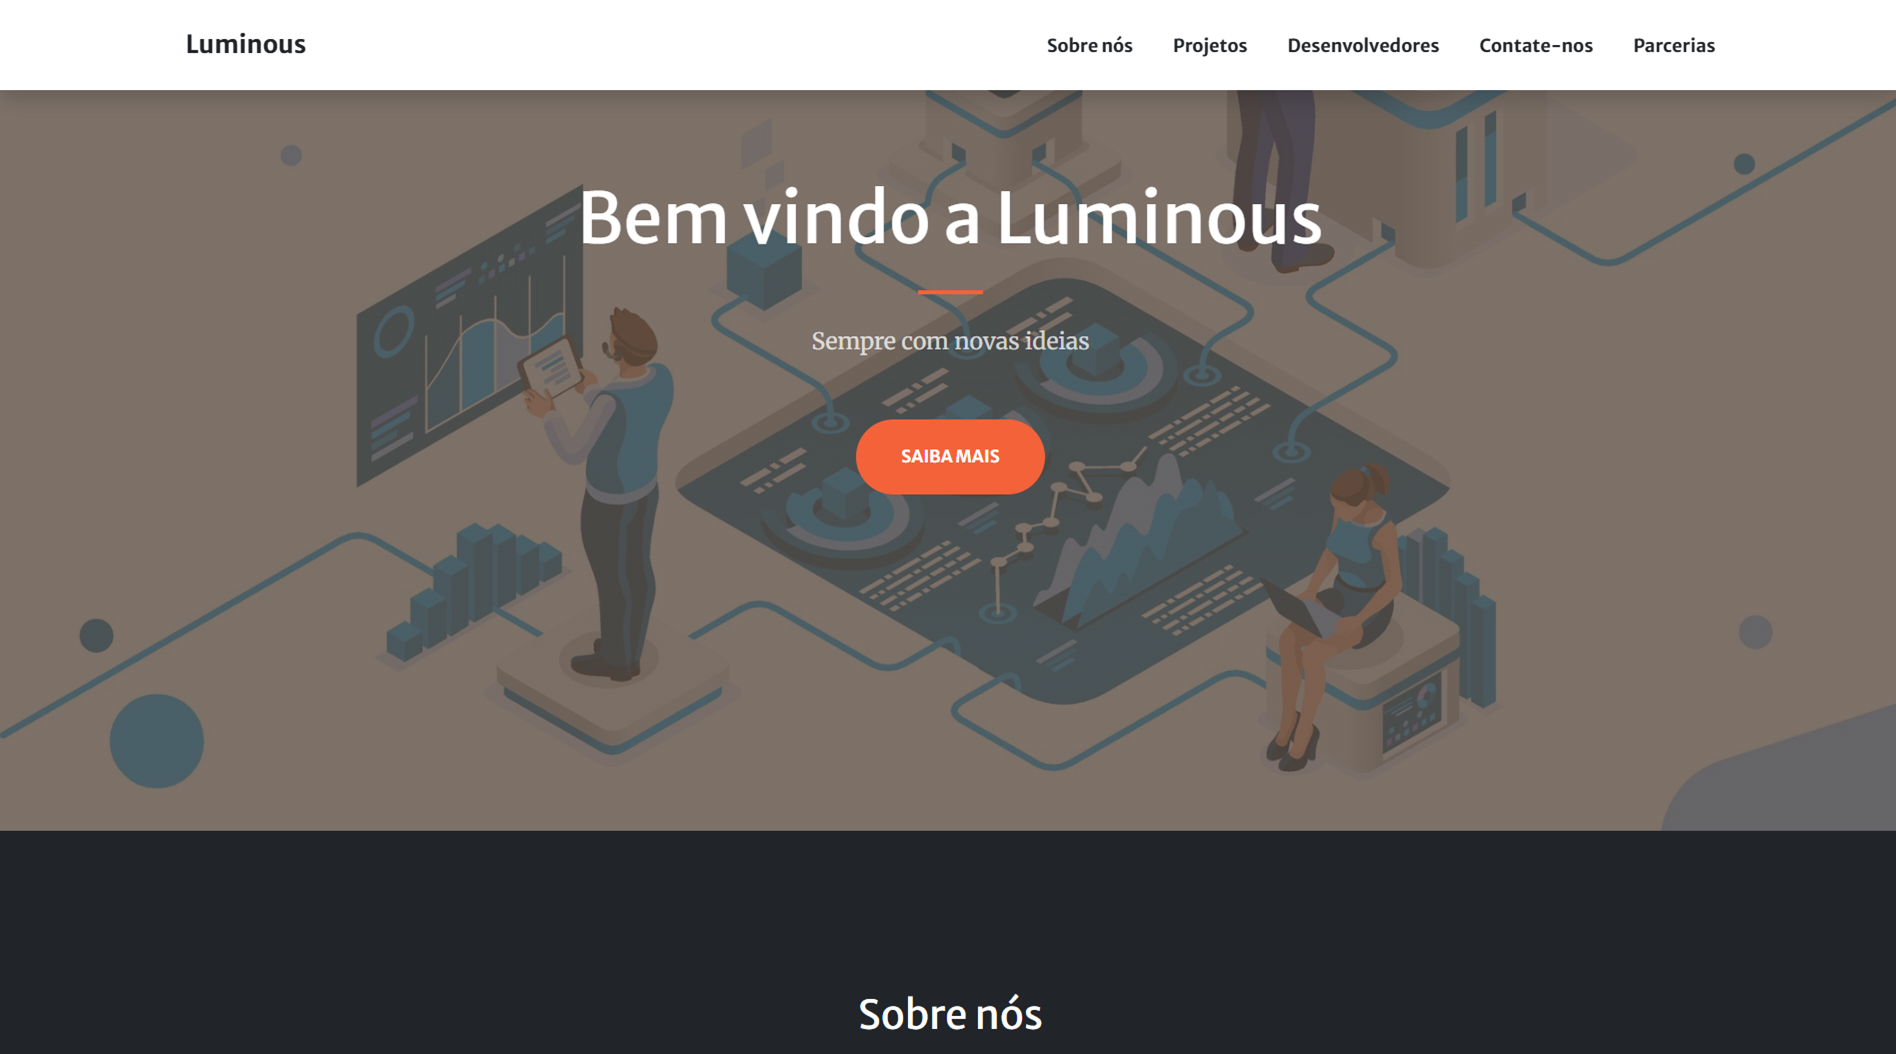 Luminous
Sobre nós
Projetos
Desenvolvedores
Contate-nos
Parcerias
Bem vindo a Luminous
Sempre com novas ideias
SAIBA MAIS
Sobre nós